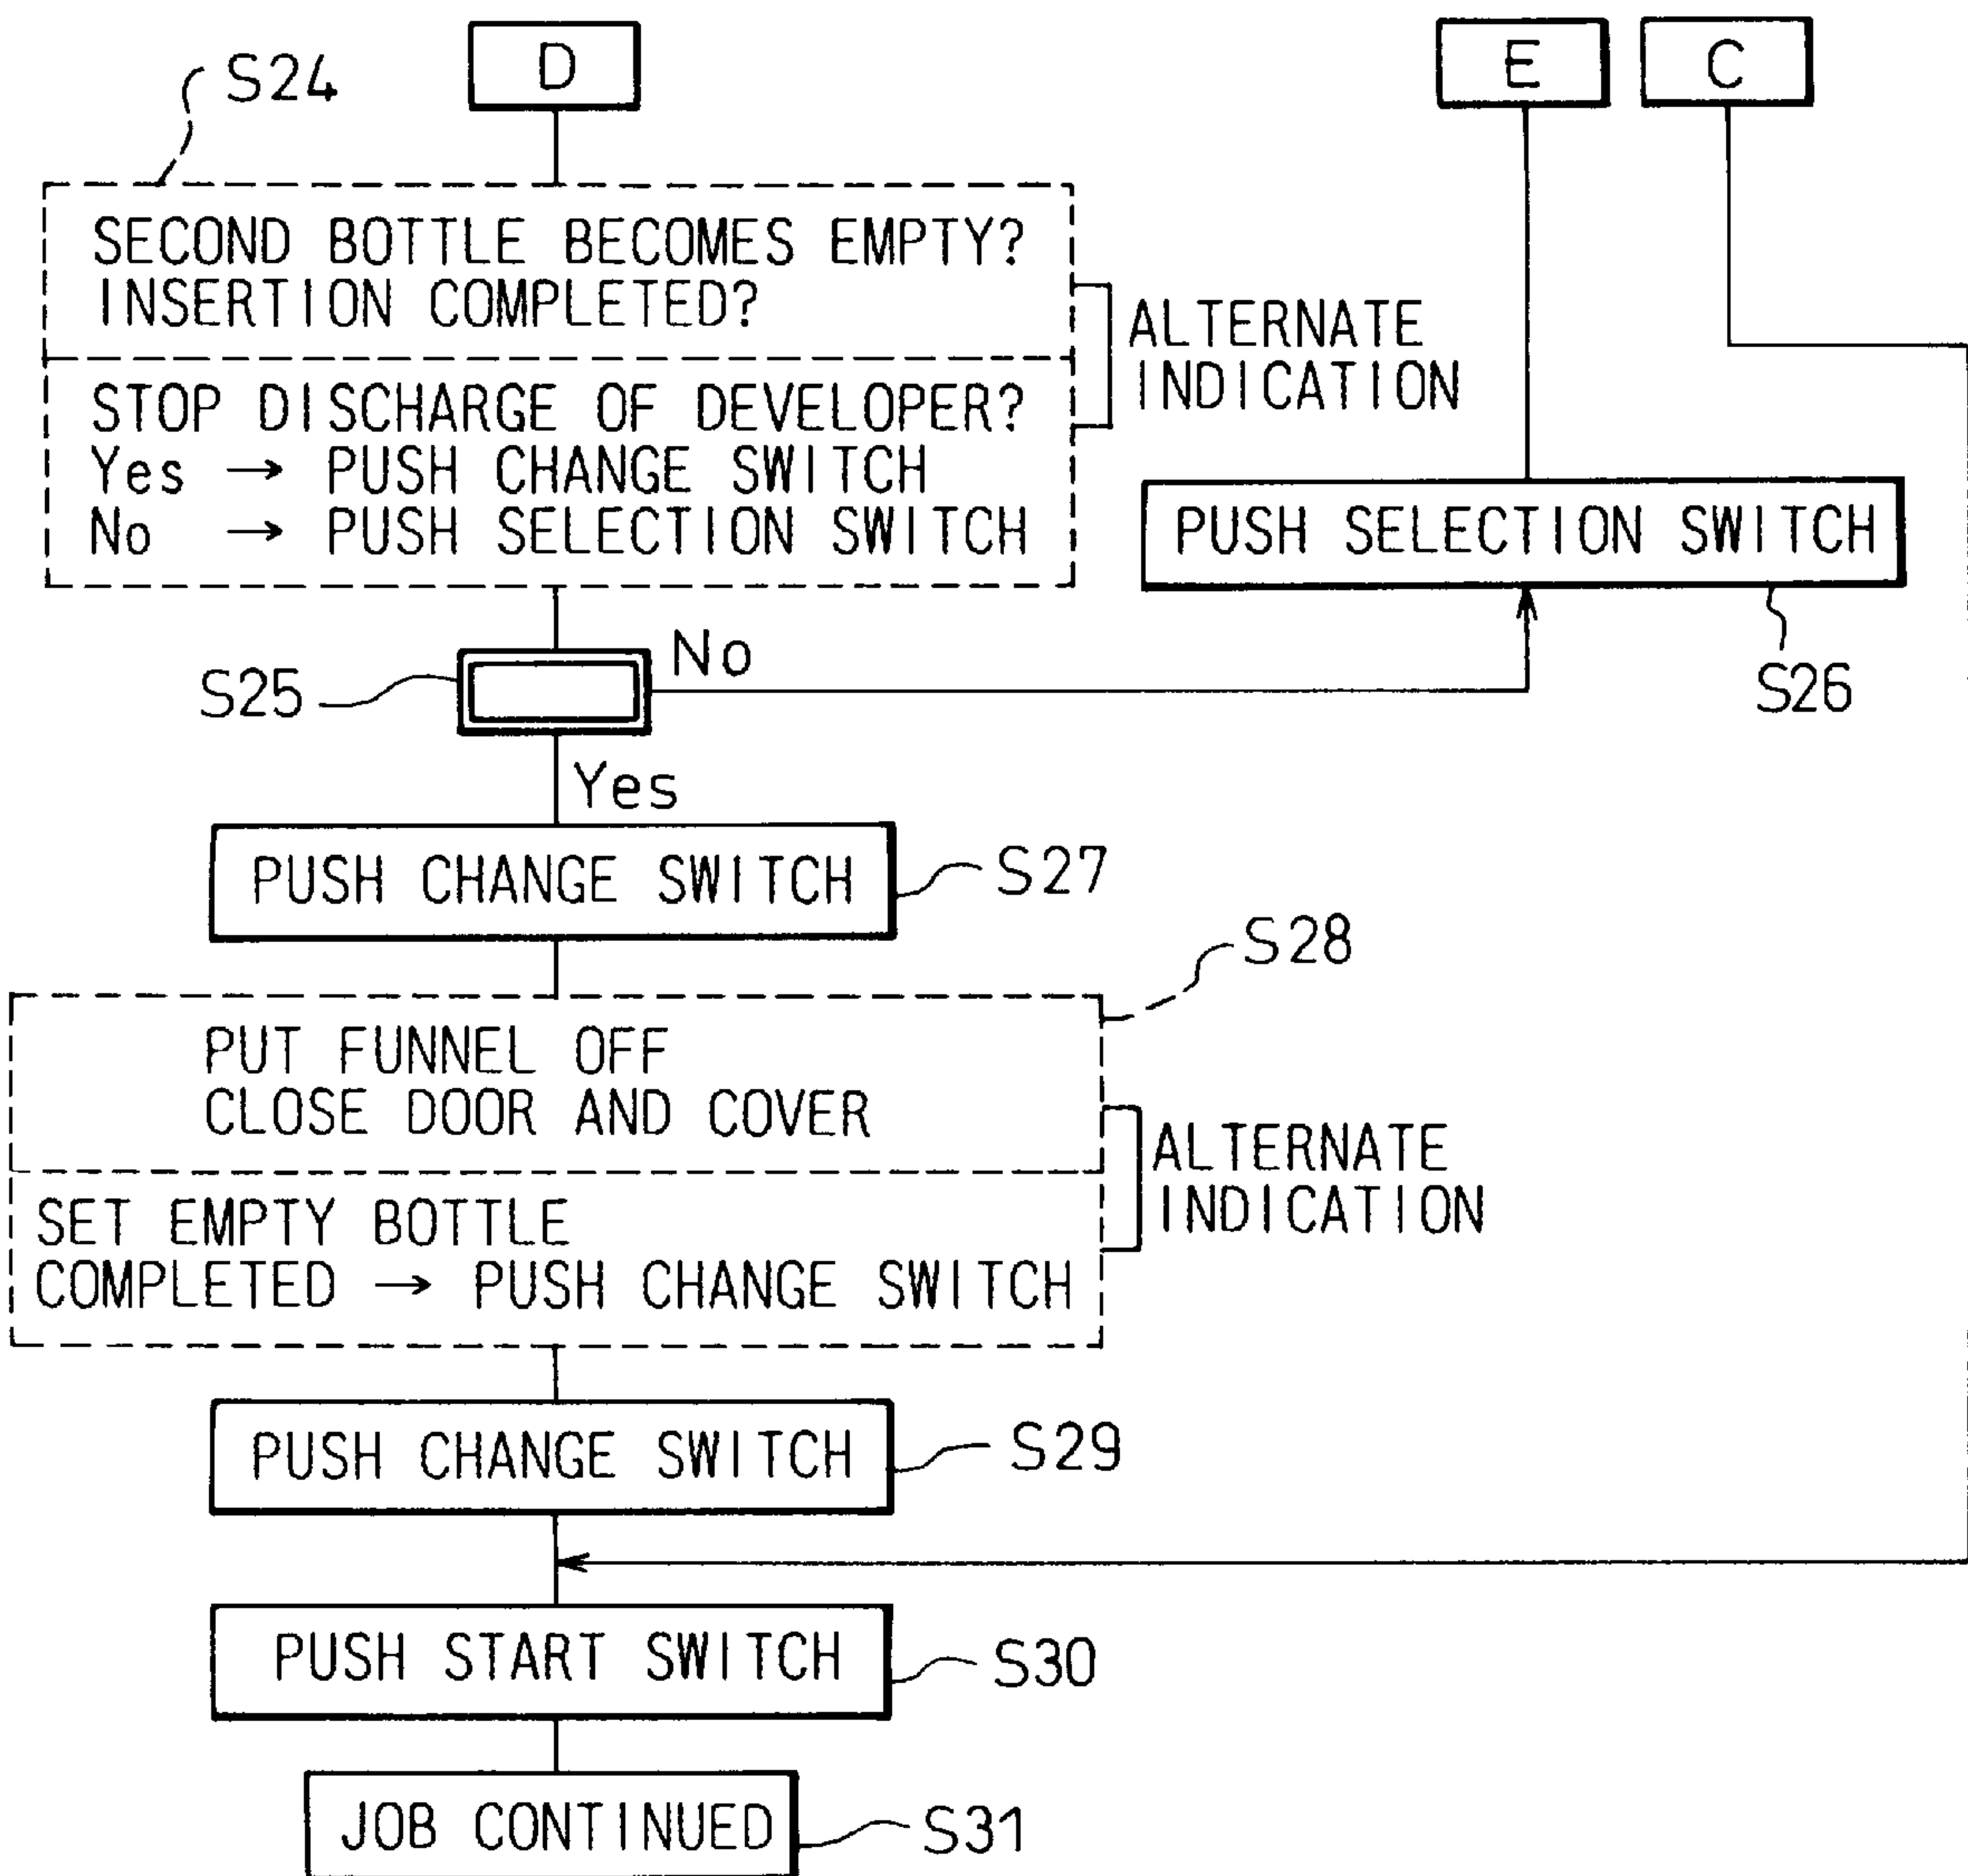 D
E
C
S24
SECOND BOTTLE BECOMES EMPTY?
INSERTION COMPLETED?
ALTERNATE
INDICATION
STOP DISCHARGE OF DEVELOPER?
Yes → PUSH CHANGE SWITCH
No → PUSH SELECTION SWITCH
PUSH SELECTION SWITCH
S26
S25
No
Yes
PUSH CHANGE SWITCH
S27
S28
PUT FUNNEL OFF
CLOSE DOOR AND COVER
ALTERNATE
INDICATION
SET EMPTY BOTTLE
COMPLETED → PUSH CHANGE SWITCH
PUSH CHANGE SWITCH
S29
PUSH START SWITCH
S30
JOB CONTINUED
S31